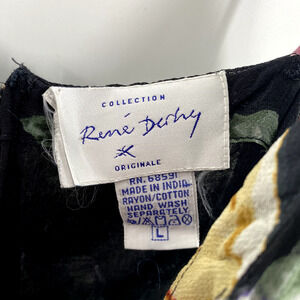 COLLECTION
René Derhy
ORIGINALE
RN. 68591
MADE IN INDIA
RAYON/COTTON
HAND WASH
SEPARATELY
L